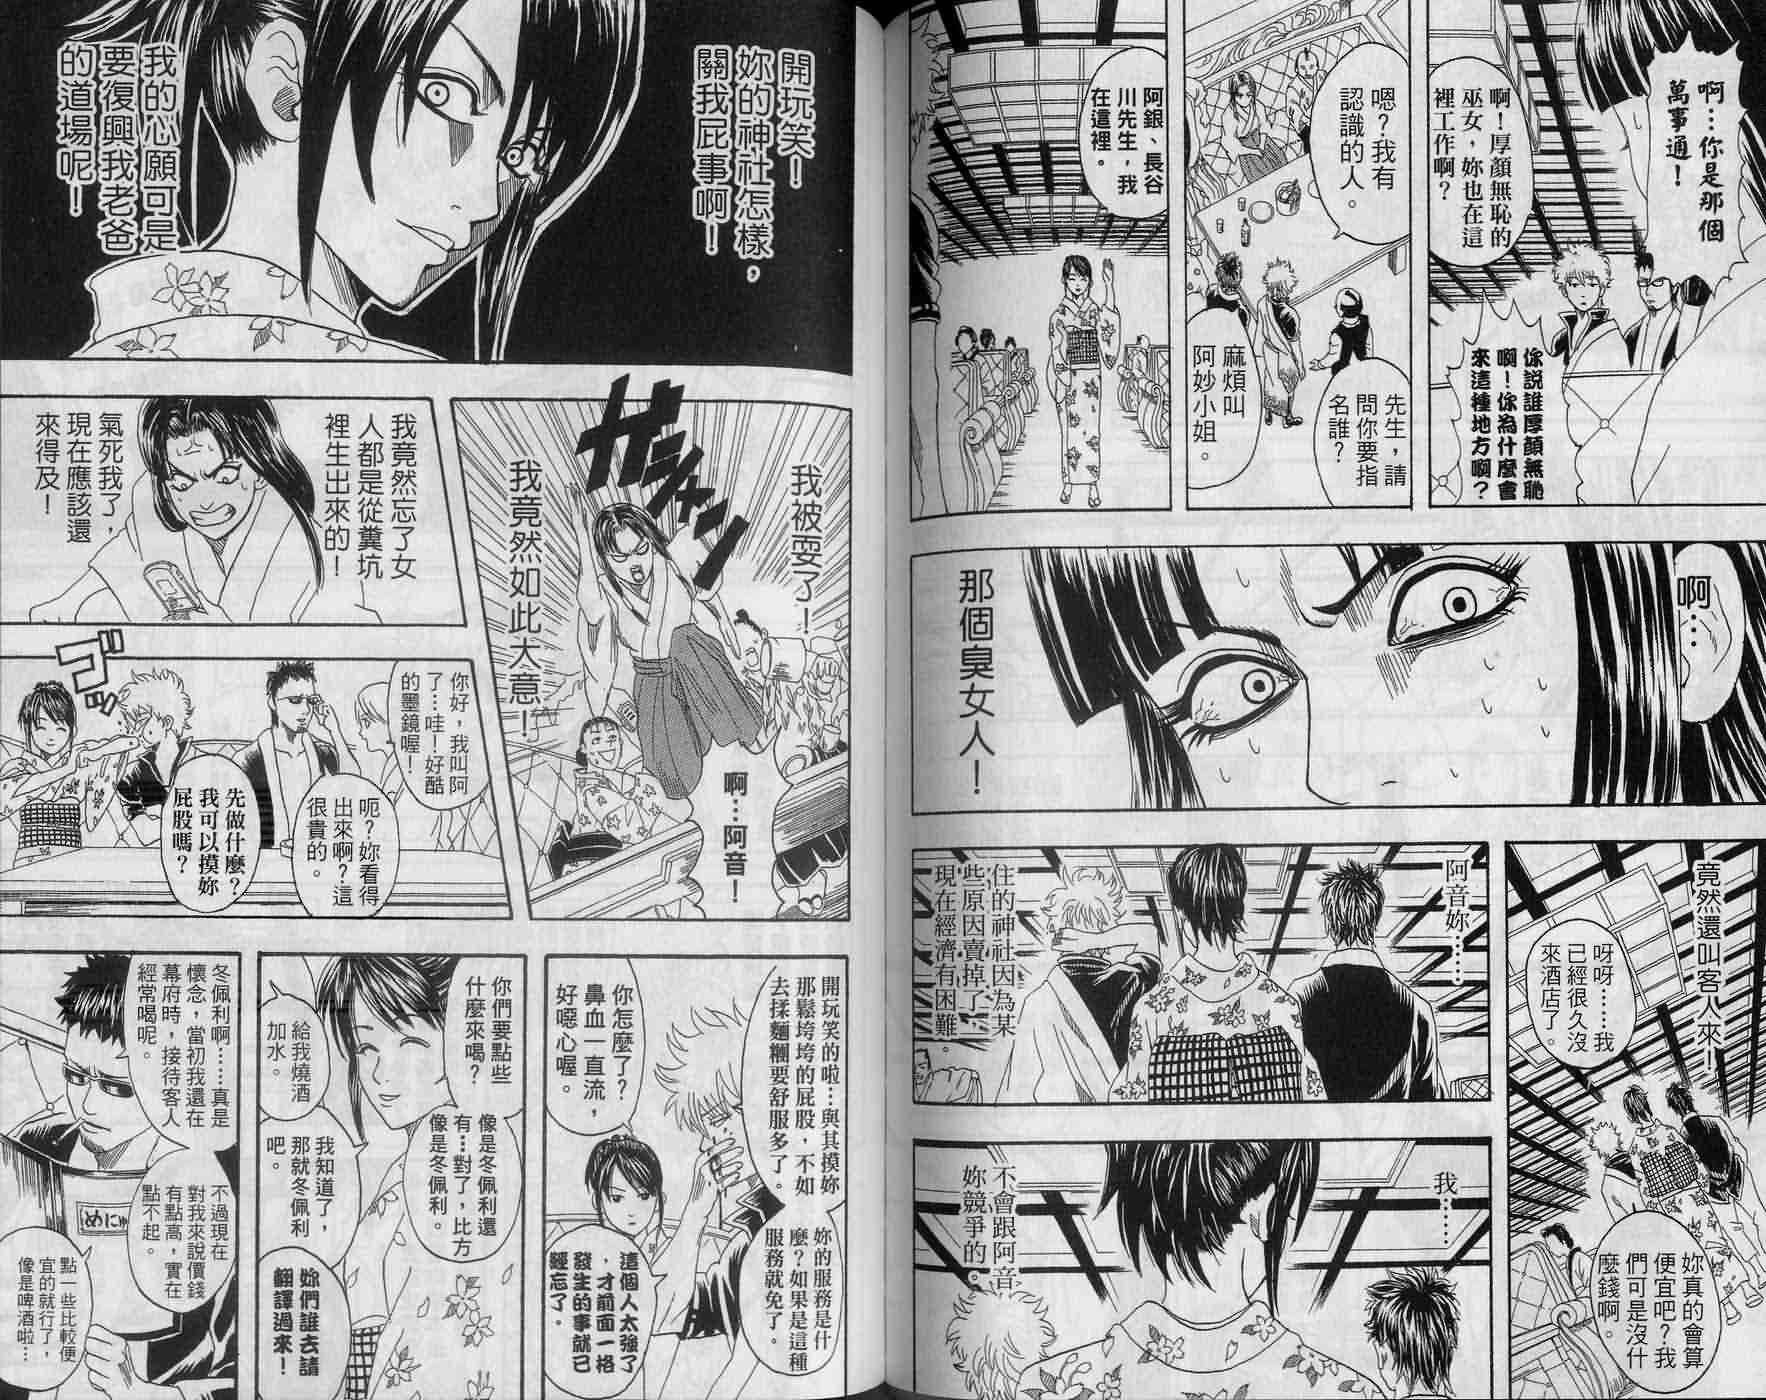 啊…你是那個
萬事通！
啊！厚顏無恥的
巫女，妳也在這
裡工作啊？
你說誰厚顏無恥
啊！你為什麼會
來這種地方啊？
嗯？我有
認識的人。
先生，請
問你要指
名誰？
麻煩叫
阿妙小姐。
阿銀、長谷
川先生，我
在這裡。
啊…
那個臭女人！
竟然還叫客人來！
呀呀……我
已經很久沒
來酒店了。
妳真的會算
便宜吧？我
們可是沒什
麼錢啊。
阿音妳……
住的神社因為某
些原因賣掉了，
現在經濟有困難。
我……
不會跟阿音
妳競爭的。
開玩笑！
妳的神社怎樣，
關我屁事啊！
我的心願可是
要復興我老爸
的道場呢！
我被耍了！
ガシャン
我竟然如此大意！
啊…阿音！
我竟然忘了女
人都是從糞坑
裡生出來的！
氣死我了，
現在應該還
來得及！
你好，我叫阿
了…哇！好酷
的墨鏡喔！
呃？妳看得
出來啊？這
很貴的。
先做什麼？
我可以摸妳
屁股嗎？
ゴッ
開玩笑的啦…與其摸妳
那鬆垮垮的屁股，不如
去揉麵糰要舒服多了。
妳的服務是什
麼？如果是這種
服務就免了。
你怎麼了？
鼻血一直流，
好噁心喔。
這個人太強了
，才前面一格
發生的事就已
經忘了。
你們要點些
什麼來喝？
像是冬佩利還
有…對了，比方
像是冬佩利。
給我燒酒
加水。
我知道了，
那就冬佩利
吧。
妳們誰去請
翻譯過來！
冬佩利啊……真是
懷念，當初我還在
幕府時，接待客人
經常喝呢。
めにゅ
不過現在
對我來說價錢
有點高，實在
點不起。
點一些比較便
宜的就行了，
像是啤酒啦…